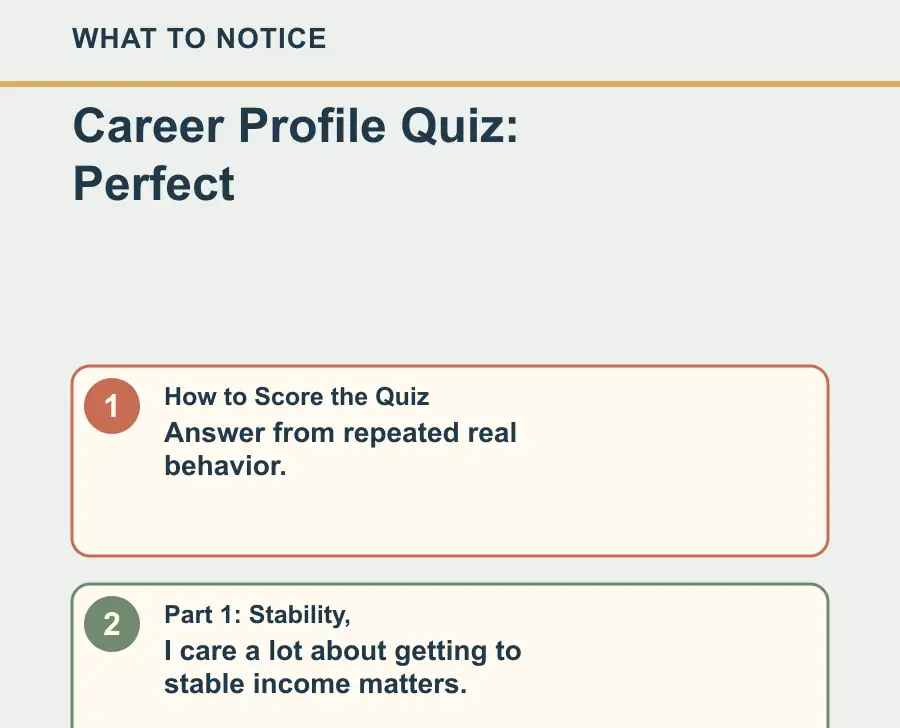 WHAT TO NOTICE
Career Profile Quiz:
Perfect
1
How to Score the Quiz
Answer from repeated real
behavior.
2
Part 1: Stability,
I care a lot about getting to
stable income matters.